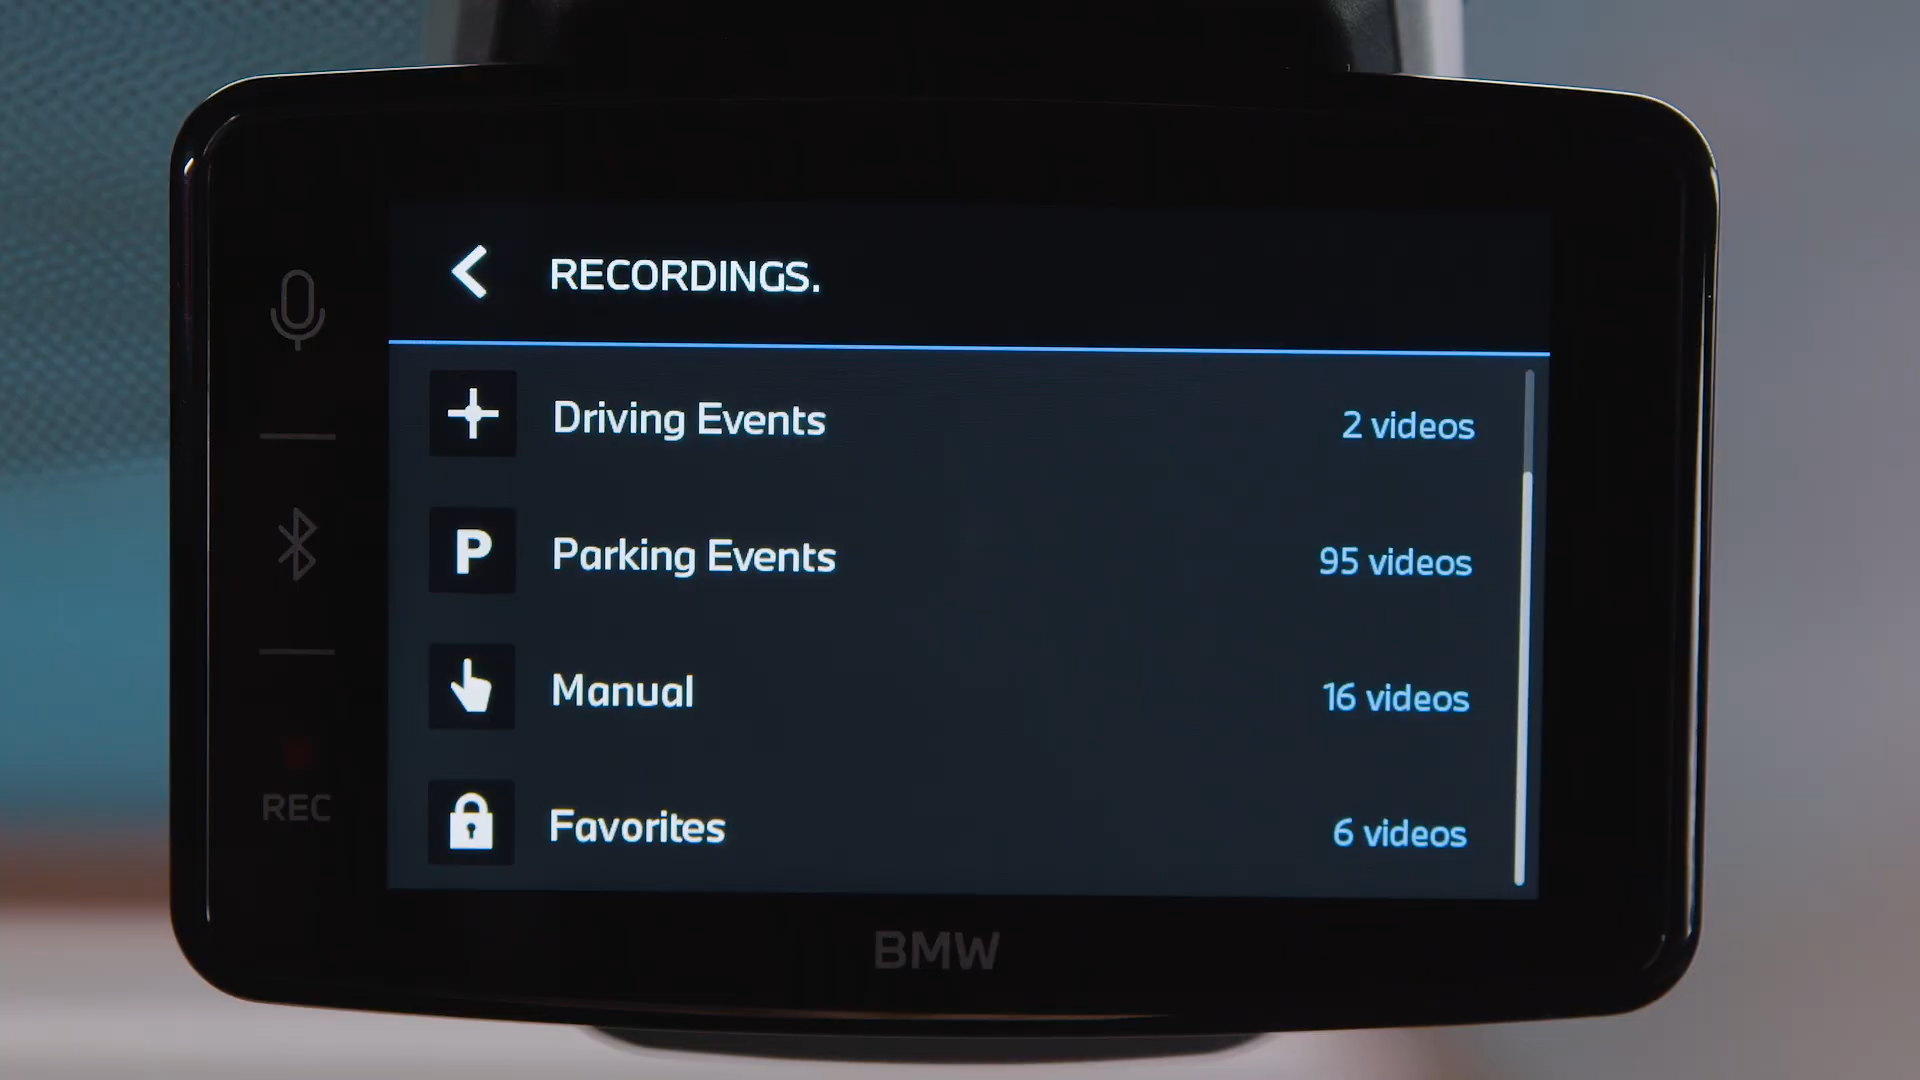 RECORDINGS.
Driving Events 2 videos
P Parking Events 95 videos
Manual 16 videos
Favorites 6 videos
REC
BMW